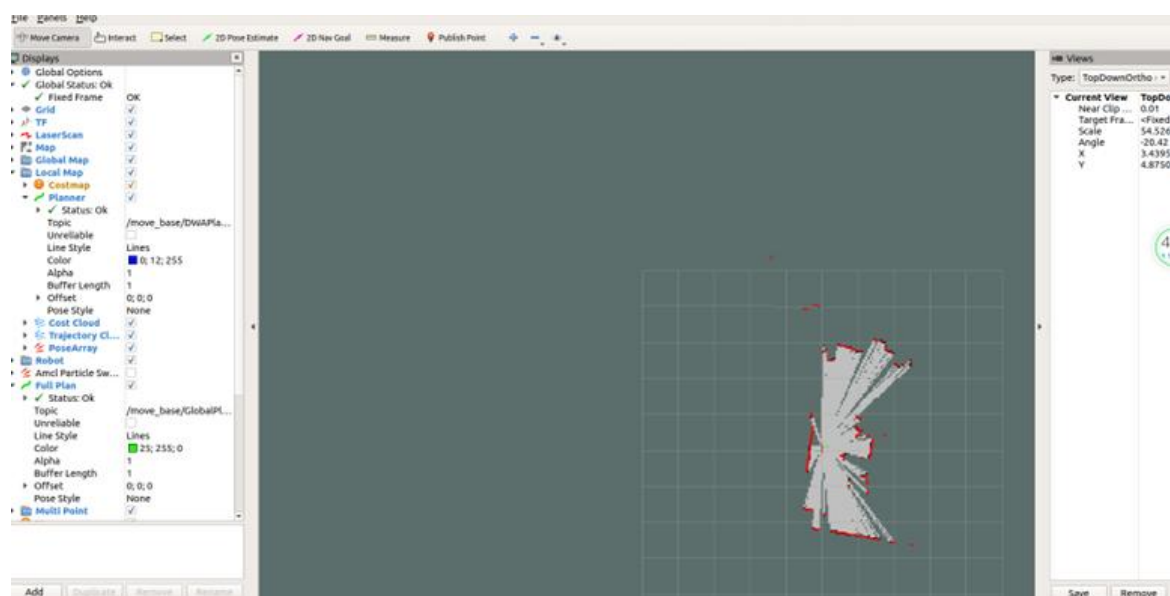 File Panels Help
Move Camera Interact Select 2D Pose Estimate 2D Nav Goal Measure Publish Point
Displays
Global Options
Global Status: Ok
Fixed Frame OK
Grid
TF
LaserScan
Map
Global Map
Local Map
Costmap
Planner
Status: Ok
Topic /move_base/DWAPla...
Unreliable
Line Style Lines
Color 0; 12; 255
Alpha 1
Buffer Length 1
Offset 0; 0; 0
Pose Style None
Cost Cloud
Trajectory Cl...
PoseArray
Robot
Amcl Particle Sw...
Full Plan
Status: Ok
Topic /move_base/GlobalPl...
Unreliable
Line Style Lines
Color 25; 255; 0
Alpha 1
Buffer Length 1
Offset 0; 0; 0
Pose Style None
Multi Point
Add Duplicate Remove Rename
Views
Type: TopDownOrtho
Current View TopDo
Near Clip ... 0.01
Target Fra... <Fixed
Scale 54.526
Angle -20.42
X 3.4395
Y 4.8750
4
Save Remove